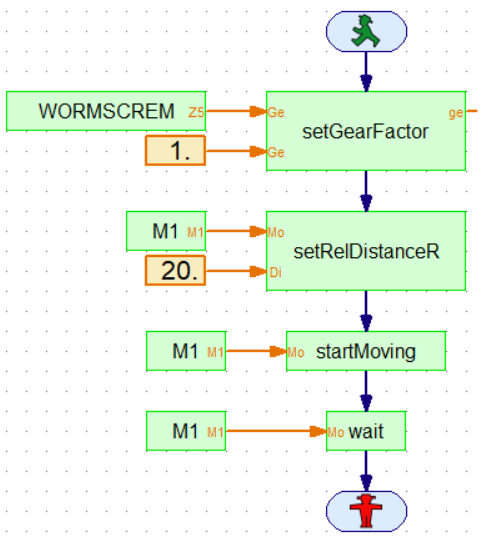 WORMSCREM Z5 Ge setGearFactor ge
1. Ge
M1 M1 Mo setRelDistanceR
20. Di
M1 M1 Mo startMoving
M1 M1 Mo wait